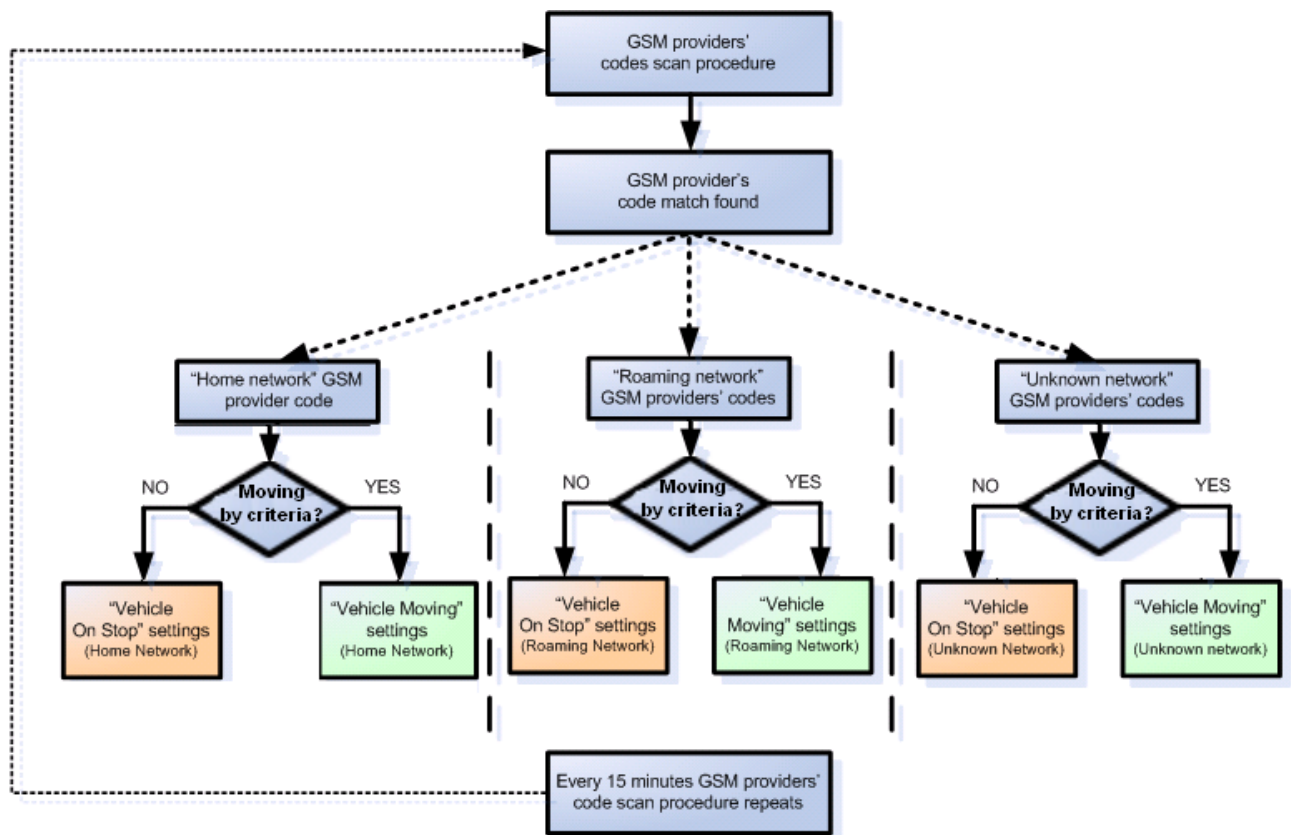 GSM providers'
codes scan procedure
GSM provider's
code match found
"Home network" GSM
provider code
"Roaming network"
GSM providers' codes
"Unknown network"
GSM providers' codes
NO
Moving
by criteria?
YES
NO
Moving
by criteria?
YES
NO
Moving
by criteria?
YES
"Vehicle
On Stop" settings
(Home Network)
"Vehicle Moving"
settings
(Home Network)
"Vehicle
On Stop" settings
(Roaming Network)
"Vehicle
Moving" settings
(Roaming Network)
"Vehicle
On Stop" settings
(Unknown Network)
"Vehicle Moving"
settings
(Unknown network)
Every 15 minutes GSM providers'
code scan procedure repeats